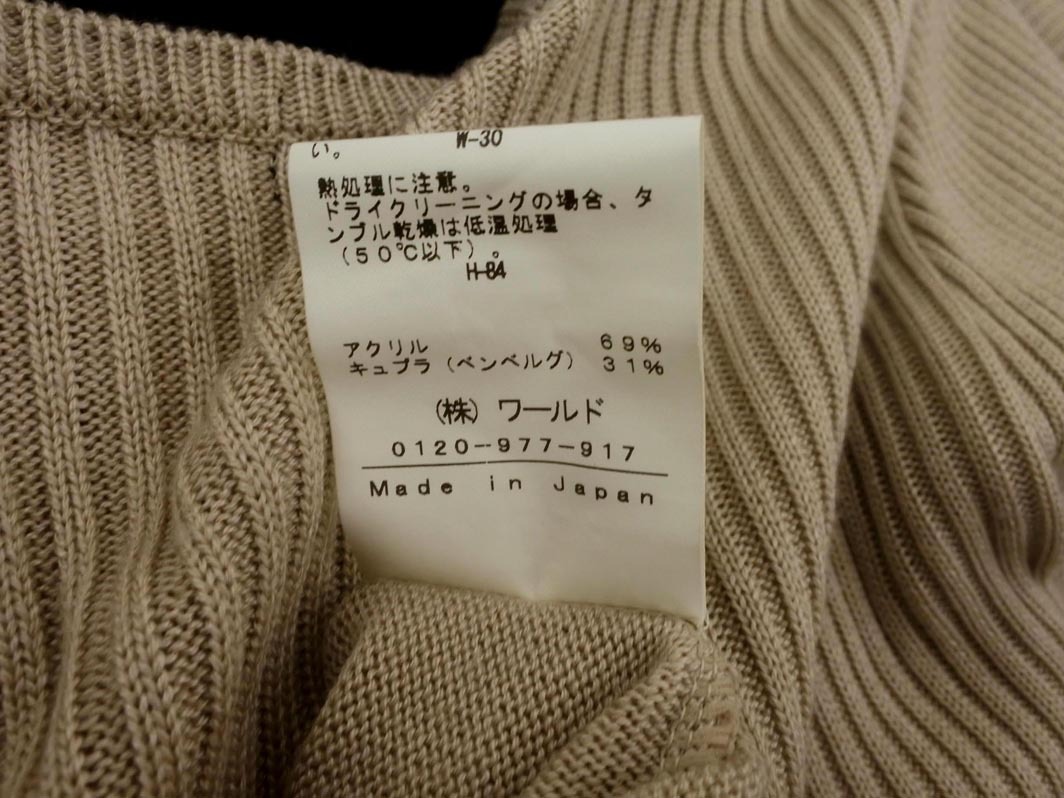 い。
W-30
熱処理に注意。
ドライクリーニングの場合、タ
ンブル乾燥は低温処理
（５０℃以下）。
H-84
アクリル ６９％
キュプラ（ベンベルグ） ３１％
（株）ワールド
０１２０－９７７－９１７
Ｍａｄｅ ｉｎ Ｊａｐａｎ